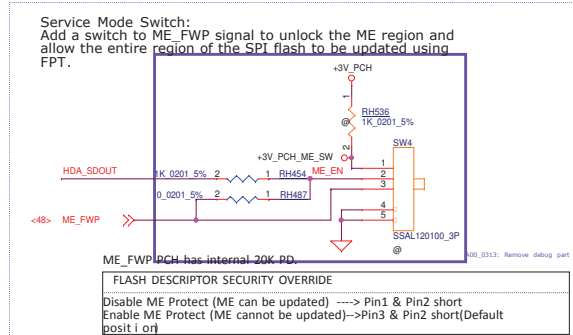 Service Mode Switch:
Add a switch to ME_FWP signal to unlock the ME region and
allow the entire region of the SPI flash to be updated using
FPT.
+3V_PCH
1
RH536
@
1K_0201_5%
2
SW4
+3V_PCH_ME_SW
1
HDA_SDOUT
1K_0201_5%
2
1
RH454
ME_EN
2
3
0_0201_5%
2
1
RH487
<48>
ME_FWP
4
5
SSAL120100_3P
@
A00_0313: Remove debug part
ME_FWP PCH has internal 20K PD.
FLASH DESCRIPTOR SECURITY OVERRIDE
Disable ME Protect (ME can be updated) ----> Pin1 & Pin2 short
Enable ME Protect (ME cannot be updated)-->Pin3 & Pin2 short(Default
position)